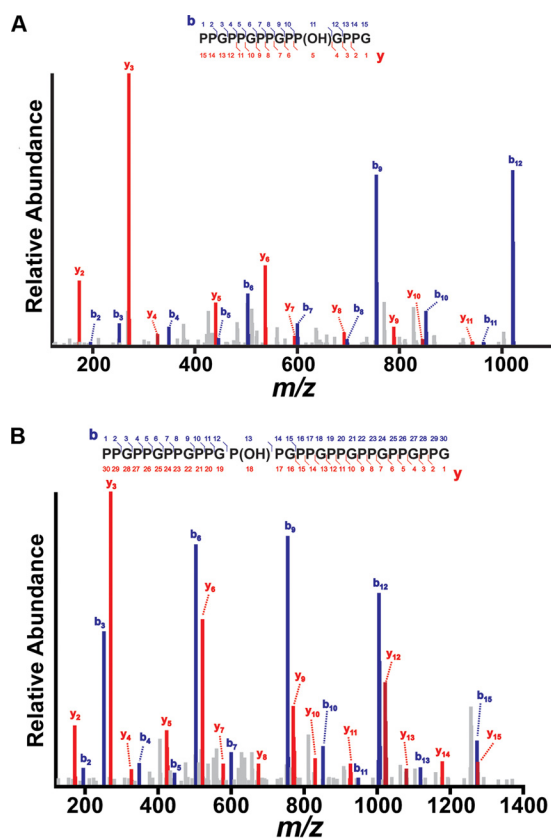 A
b
1 2 3 4 5 6 7 8 9 10 11 12 13 14 15
PPGPPGPPGPP(OH)GPPG
15 14 13 12 11 10 9 8 7 6 5 4 3 2 1
y
Relative Abundance
y2 b2 b3 y3 y4 b4 y5 b5 b6 y6 y7 b7 y8 b8 b9 y9 y10 b10 y11 b11 b12
200 400 600 800 1000
m/z
B
b
1 2 3 4 5 6 7 8 9 10 11 12 13 14 15 16 17 18 19 20 21 22 23 24 25 26 27 28 29 30
PPGPPGPPGPPG P(OH) PGPPGPPGPPGPPGPPG
30 29 28 27 26 25 24 23 22 21 20 19 18 17 16 15 14 13 12 11 10 9 8 7 6 5 4 3 2 1
y
Relative Abundance
y2 b2 b3 y3 y4 b4 y5 b5 b6 y6 y7 b7 y8 b9 y9 y10 b10 y11 b11 b12 y12 y13 b13 y14 b15 y15
200 400 600 800 1000 1200 1400
m/z